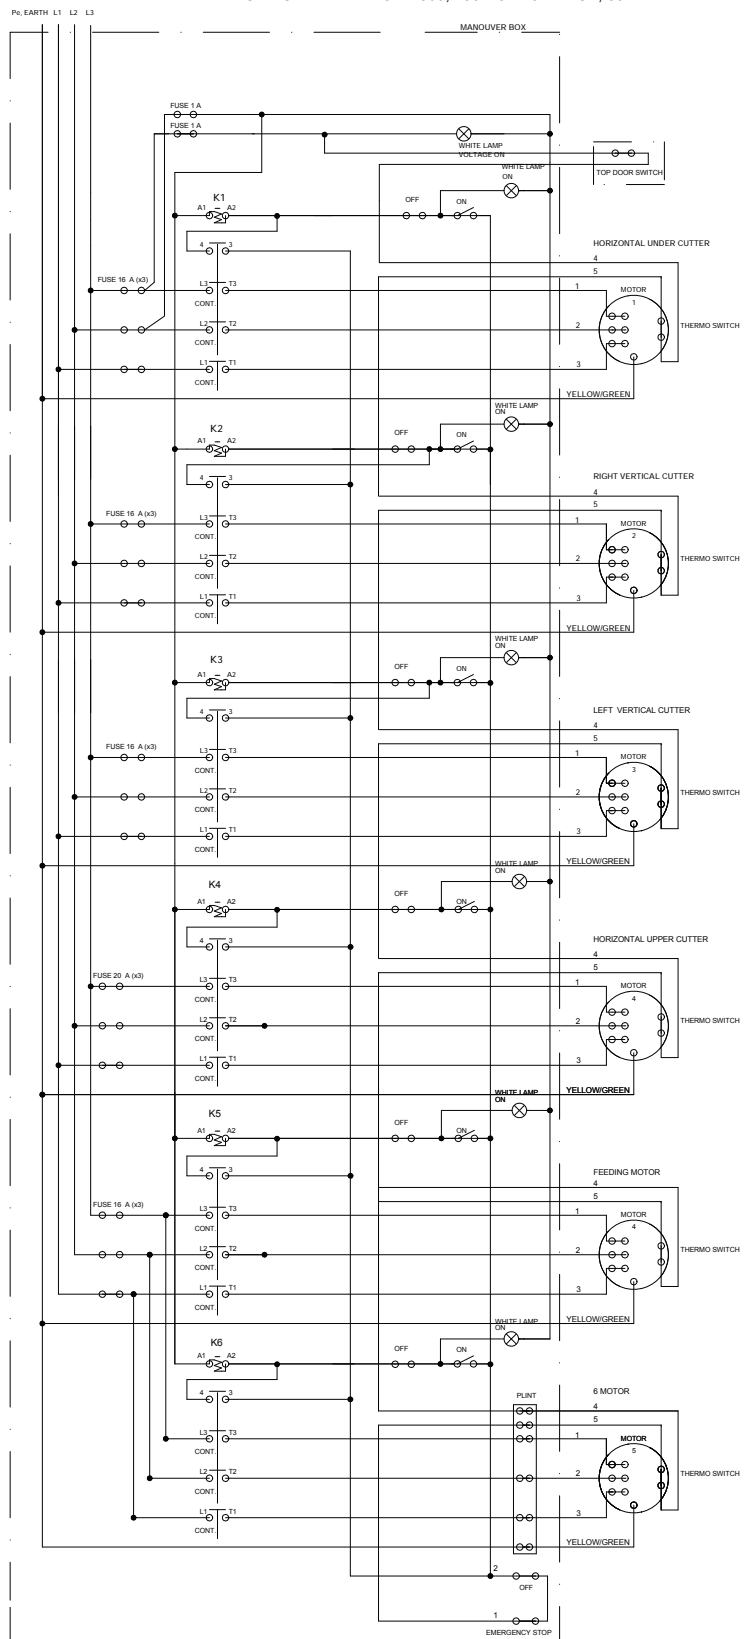 Pe, EARTH L1 L2 L3
MANOUVER BOX
FUSE 1 A
FUSE 1 A
WHITE LAMP
VOLTAGE ON
WHITE LAMP
ON
TOP DOOR SWITCH
K1
A1 A2
OFF
ON
4 3
HORIZONTAL UNDER CUTTER
4
5
FUSE 16 A (x3)
L3 T3
CONT.
1
MOTOR
1
L2 T2
CONT.
2
THERMO SWITCH
L1 T1
CONT.
3
YELLOW/GREEN
WHITE LAMP
ON
K2
A1 A2
OFF
ON
4 3
RIGHT VERTICAL CUTTER
4
5
FUSE 16 A (x3)
L3 T3
CONT.
1
MOTOR
2
L2 T2
CONT.
2
THERMO SWITCH
L1 T1
CONT.
3
YELLOW/GREEN
WHITE LAMP
ON
K3
A1 A2
OFF
ON
4 3
LEFT VERTICAL CUTTER
4
5
FUSE 16 A (x3)
L3 T3
CONT.
1
MOTOR
3
L2 T2
CONT.
2
THERMO SWITCH
L1 T1
CONT.
3
YELLOW/GREEN
WHITE LAMP
ON
K4
A1 A2
OFF
ON
4 3
HORIZONTAL UPPER CUTTER
4
5
FUSE 20 A (x3)
L3 T3
CONT.
1
MOTOR
4
L2 T2
CONT.
2
THERMO SWITCH
L1 T1
CONT.
3
YELLOW/GREEN
WHITE LAMP
ON
K5
A1 A2
OFF
ON
4 3
FEEDING MOTOR
4
5
FUSE 16 A (x3)
L3 T3
CONT.
1
MOTOR
4
L2 T2
CONT.
2
THERMO SWITCH
L1 T1
CONT.
3
YELLOW/GREEN
WHITE LAMP
ON
K6
A1 A2
OFF
ON
4 3
PLINT
6 MOTOR
4
5
L3 T3
CONT.
1
MOTOR
5
L2 T2
CONT.
2
THERMO SWITCH
L1 T1
CONT.
3
YELLOW/GREEN
2
OFF
1
EMERGENCY STOP